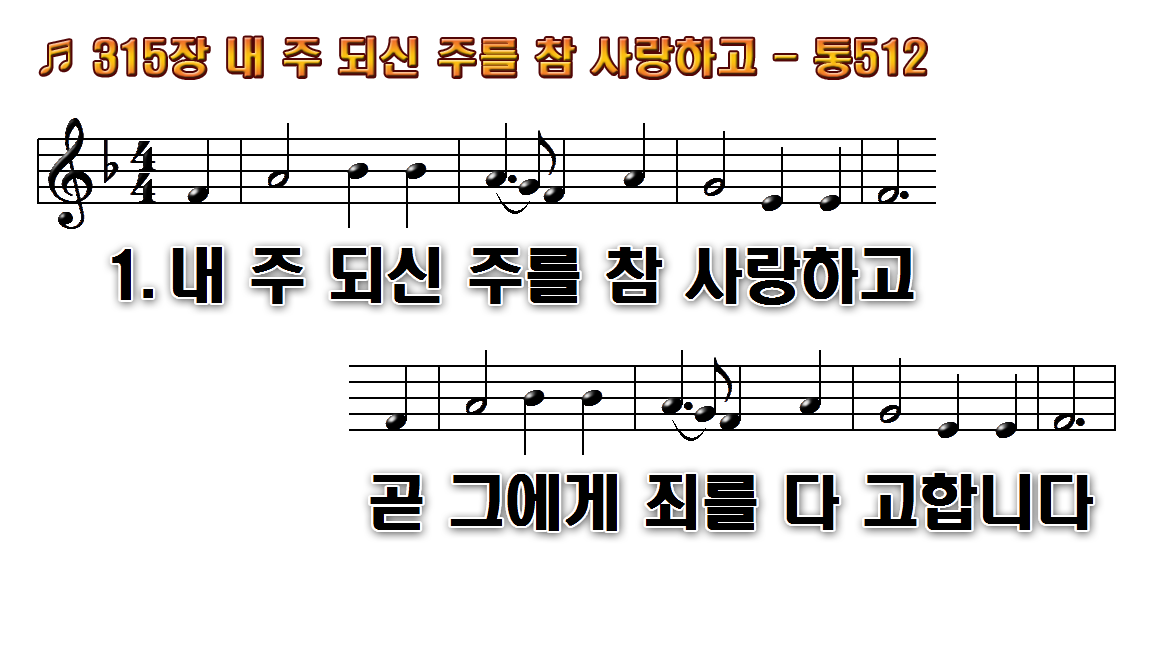 ♬ 315장 내 주 되신 주를 참 사랑하고 - 통512
4
4
1. 내 주 되신 주를 참 사랑하고
곧 그에게 죄를 다 고합니다